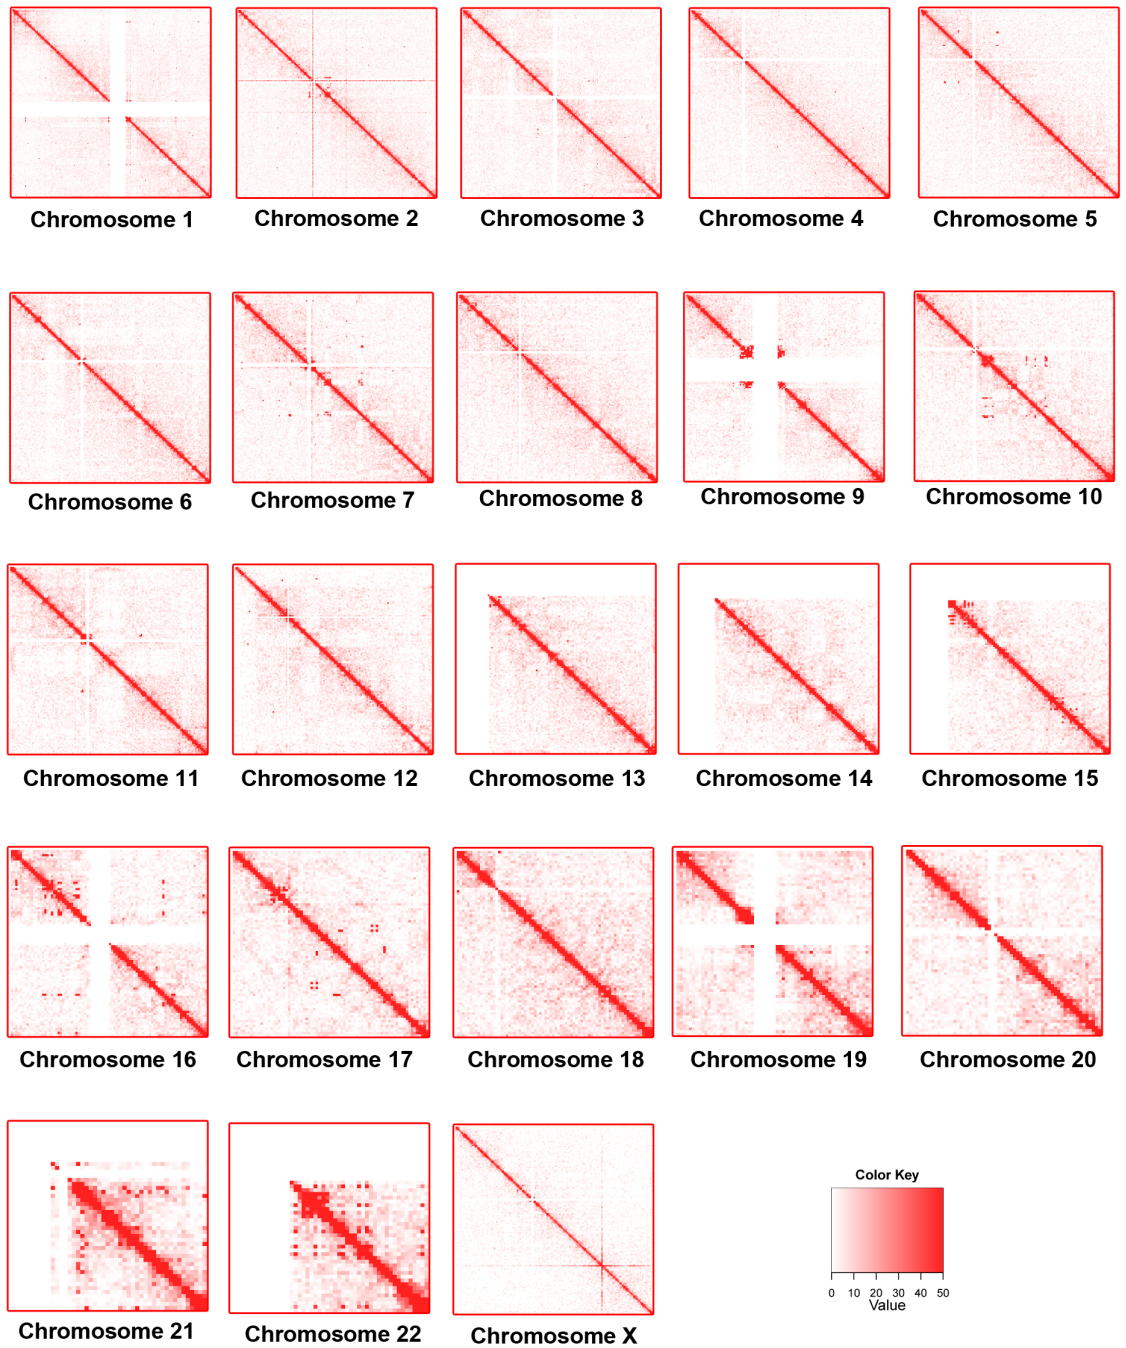 Chromosome 1
Chromosome 2
Chromosome 3
Chromosome 4
Chromosome 5
Chromosome 6
Chromosome 7
Chromosome 8
Chromosome 9
Chromosome 10
Chromosome 11
Chromosome 12
Chromosome 13
Chromosome 14
Chromosome 15
Chromosome 16
Chromosome 17
Chromosome 18
Chromosome 19
Chromosome 20
Chromosome 21
Chromosome 22
Chromosome X
Color Key
0 10 20 30 40 50
Value